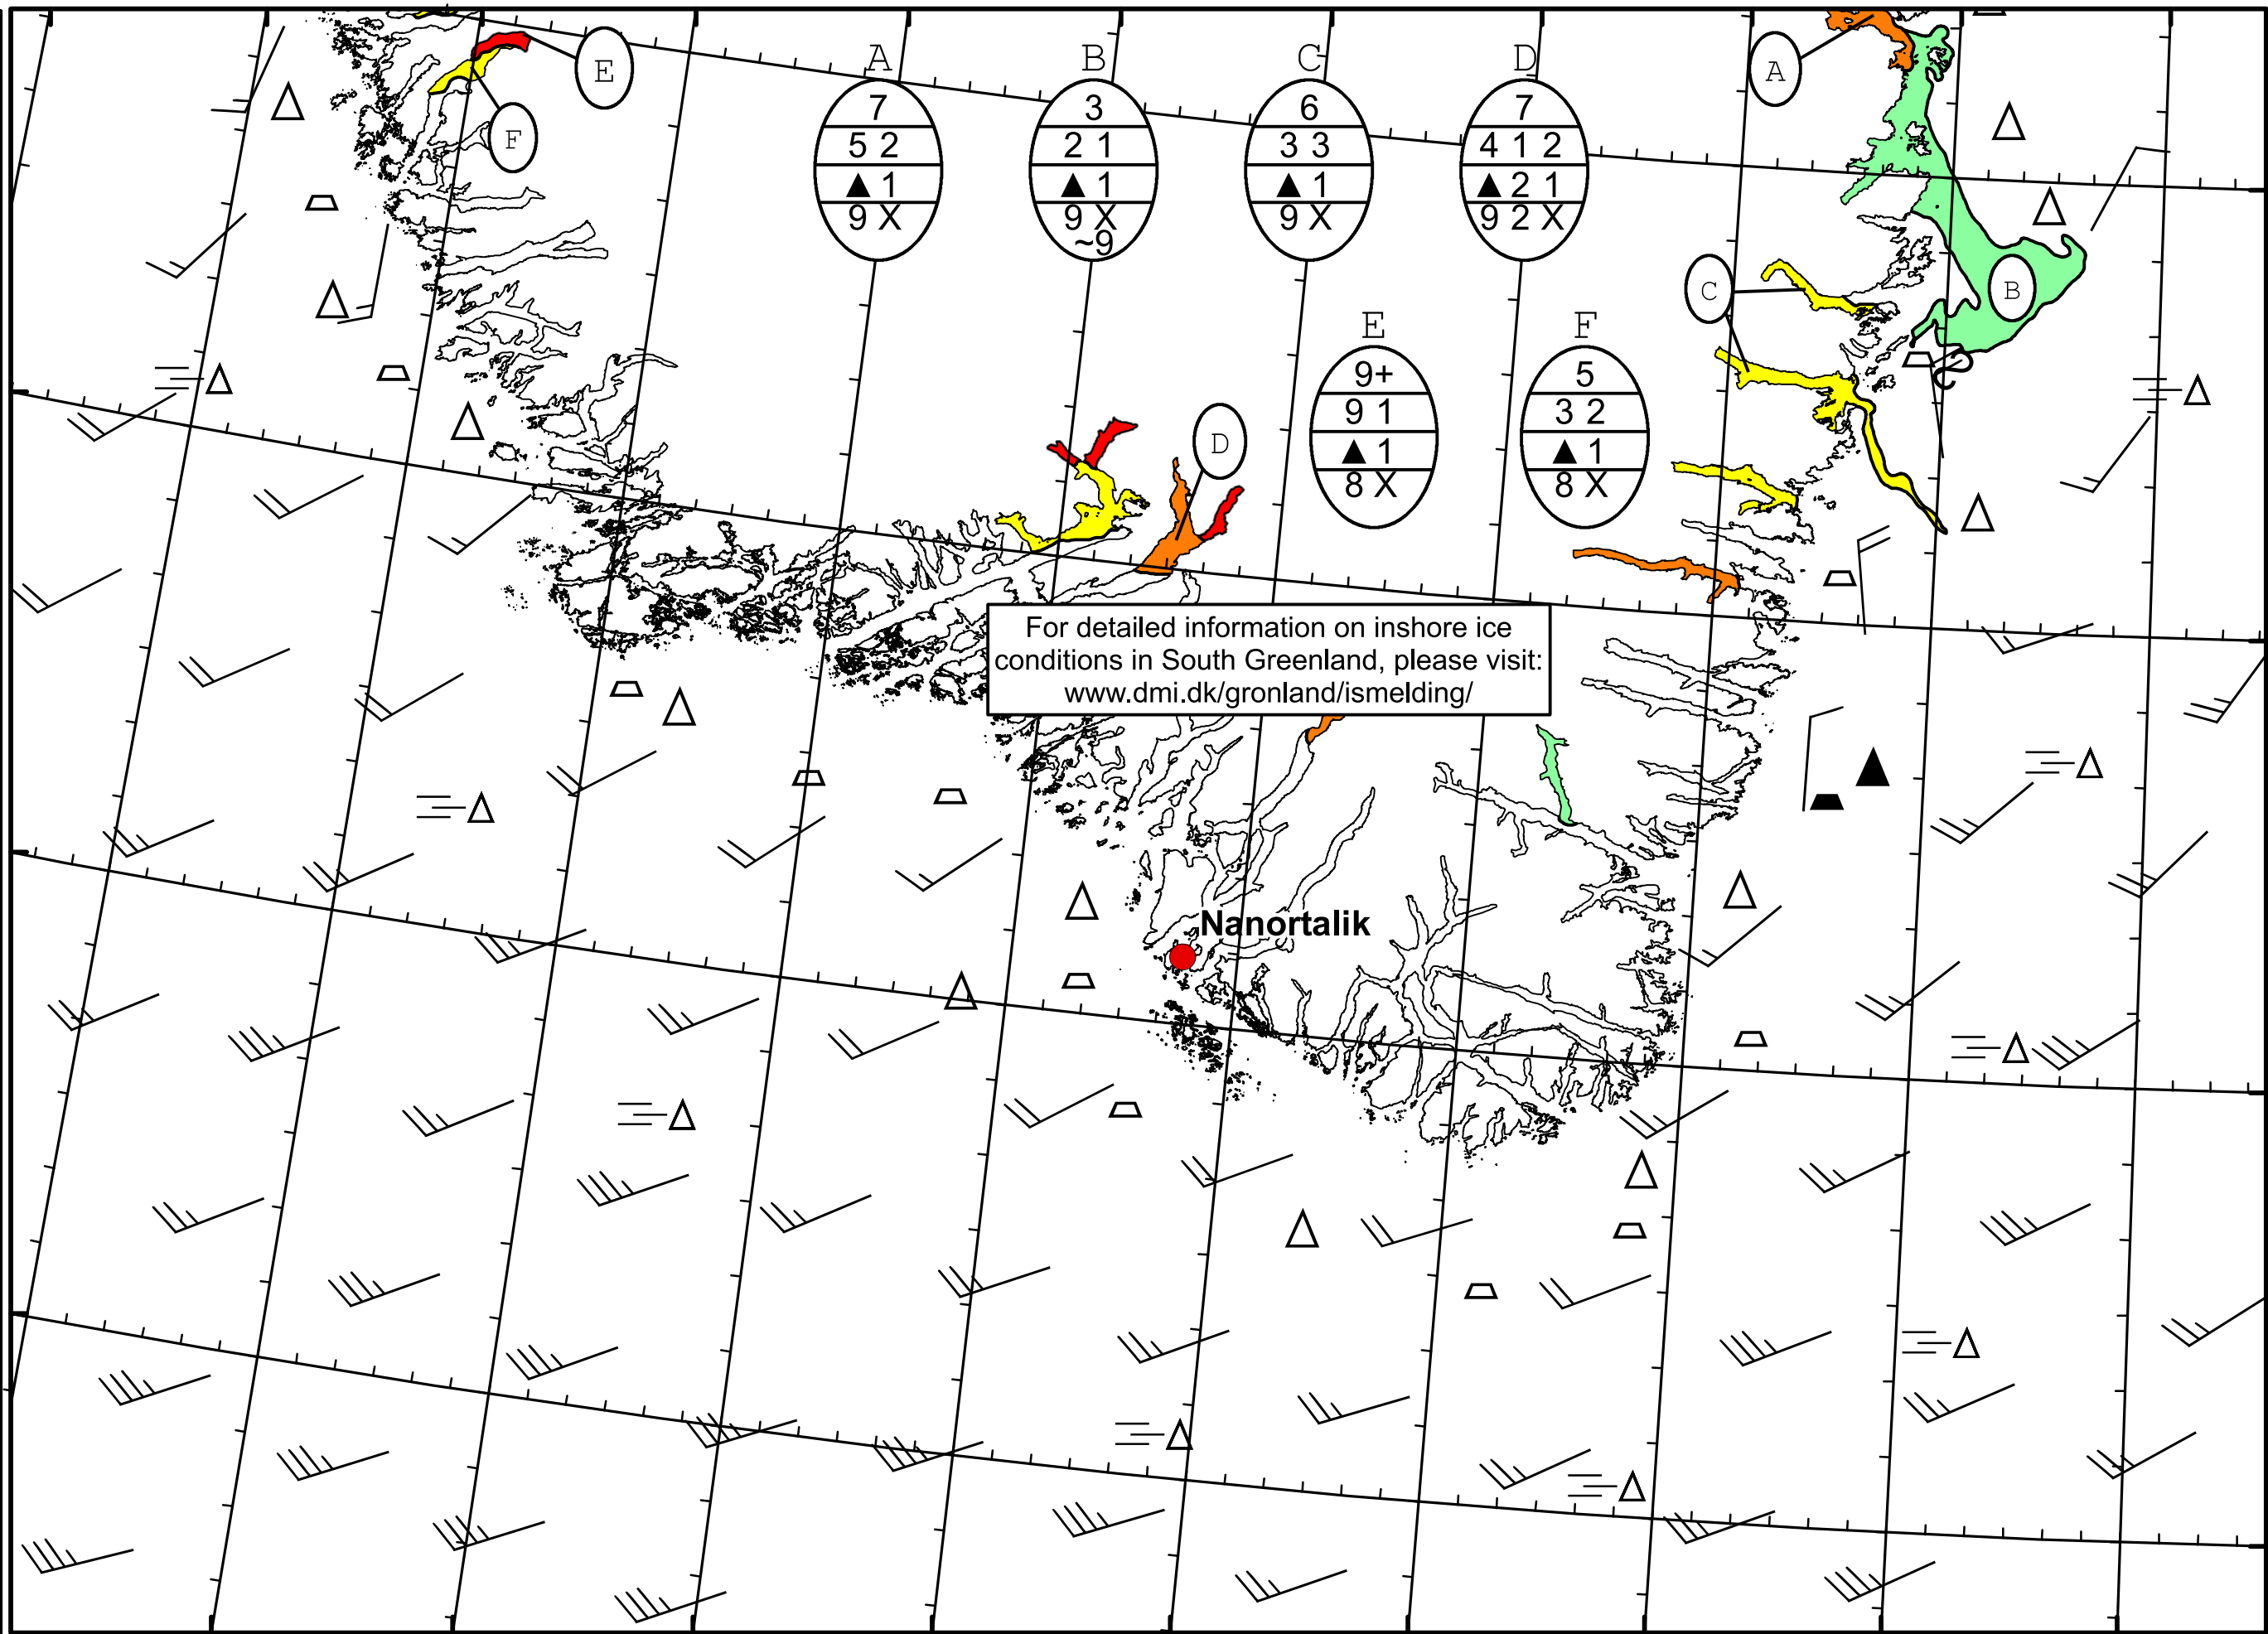 A B C D
7 3 6 7
5 2 2 1 3 3 4 1 2
▲ 1 ▲ 1 ▲ 1 ▲ 2 1
9 X 9 X 9 X 9 2 X
~9
E F
9+ 5
9 1 3 2
▲ 1 ▲ 1
8 X 8 X
E
F
A
C
B
D
For detailed information on inshore ice
conditions in South Greenland, please visit:
www.dmi.dk/gronland/ismelding/
Nanortalik